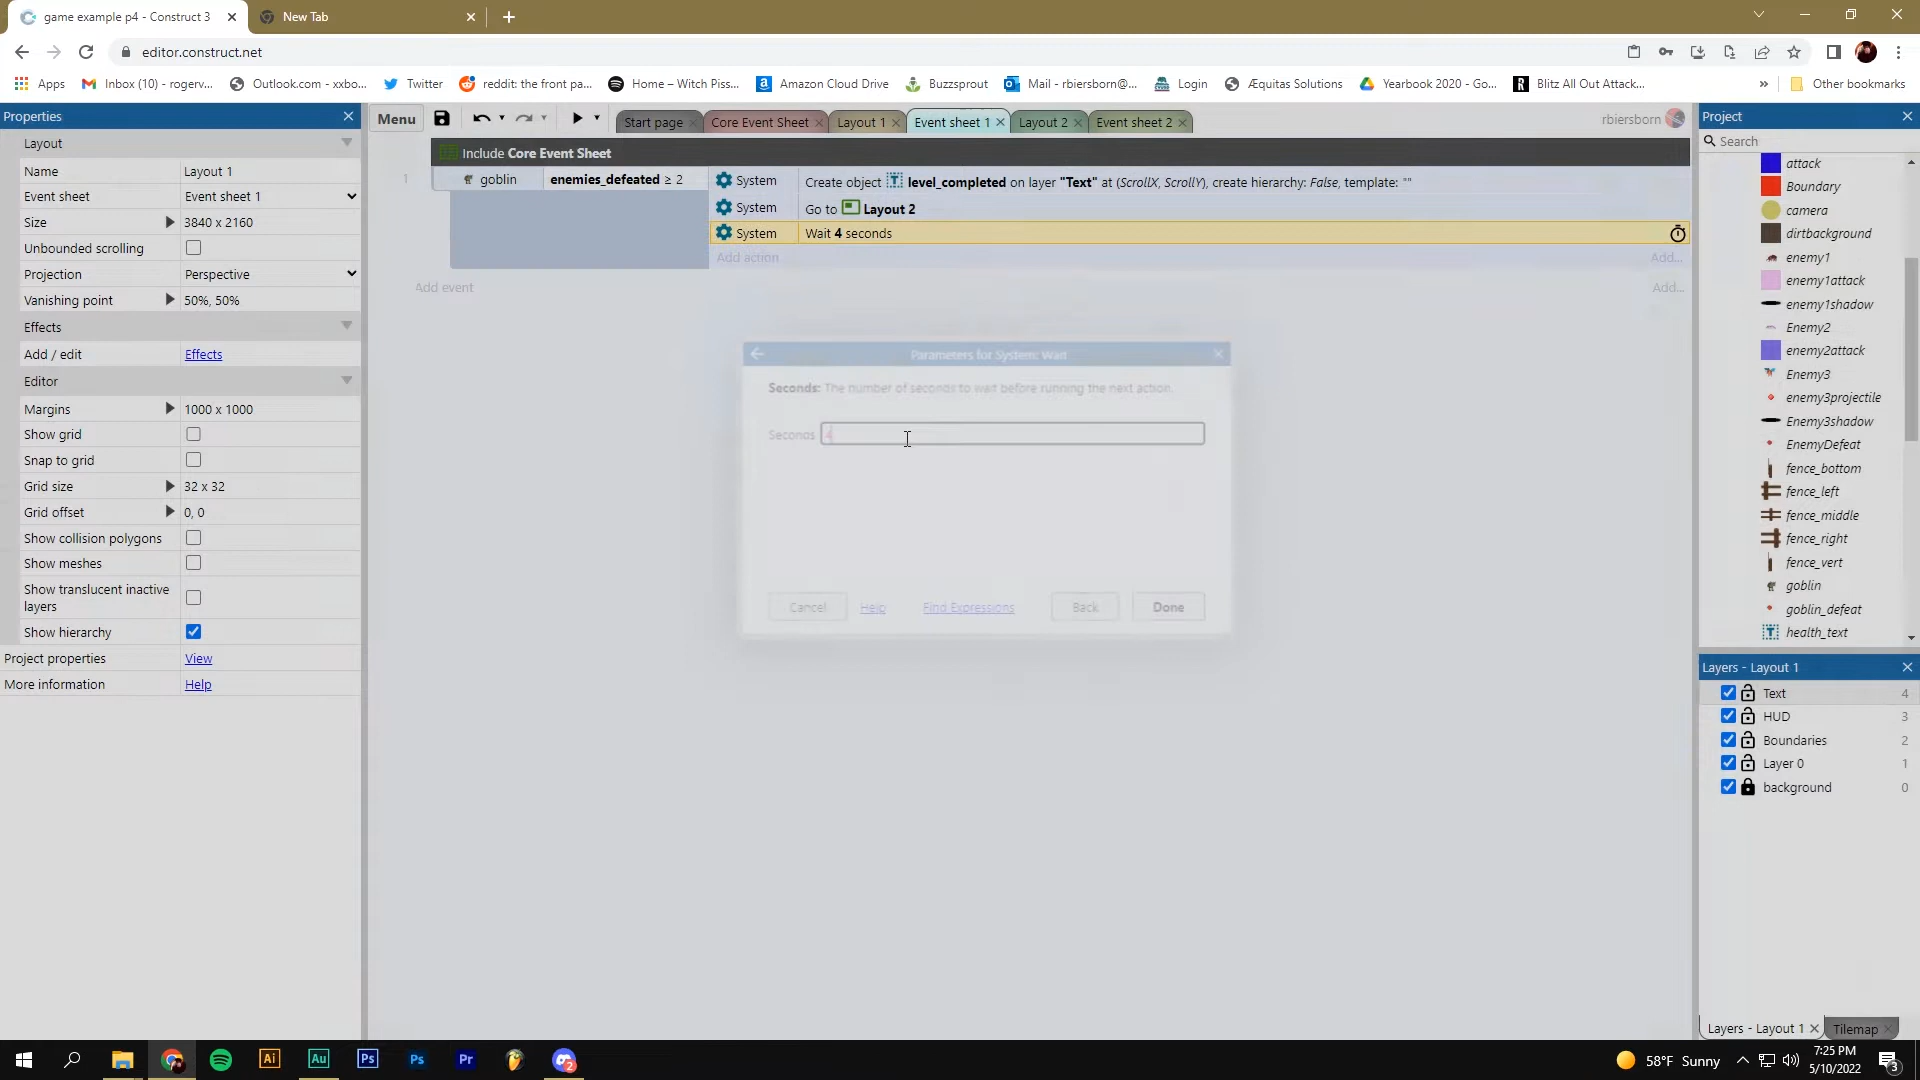 game example p4 - Construct 3
New Tab
editor.construct.net
Apps
Inbox (10) - rogerv...
Outlook.com - xxbo...
Twitter
reddit: the front pa...
Home – Witch Piss...
Amazon Cloud Drive
Buzzsprout
Mail - rbiersborn@...
Login
Æquitas Solutions
Yearbook 2020 - Go...
Blitz All Out Attack...
»
Other bookmarks
Properties
Menu
Start page
Core Event Sheet
Layout 1
Event sheet 1
Layout 2
Event sheet 2
rbiersborn
Project
Layout
Name Layout 1
Event sheet Event sheet 1
Size 3840 x 2160
Unbounded scrolling
Projection Perspective
Vanishing point 50%, 50%
Effects
Add / edit Effects
Editor
Margins 1000 x 1000
Show grid
Snap to grid
Grid size 32 x 32
Grid offset 0, 0
Show collision polygons
Show meshes
Show translucent inactive
layers
Show hierarchy
Project properties View
More information Help
Include Core Event Sheet
1 goblin enemies_defeated ≥ 2
System Create object level_completed on layer "Text" at (ScrollX, ScrollY), create hierarchy: False, template: ""
System Go to Layout 2
System Wait 4 seconds
Add action Add...
Add event Add...
Parameters for System: Wait
Seconds: The number of seconds to wait before running the next action.
Seconds 4
Cancel Help Find Expressions Back Done
Search
attack
Boundary
camera
dirtbackground
enemy1
enemy1attack
enemy1shadow
Enemy2
enemy2attack
Enemy3
enemy3projectile
Enemy3shadow
EnemyDefeat
fence_bottom
fence_left
fence_middle
fence_right
fence_vert
goblin
goblin_defeat
health_text
Layers - Layout 1
Text 4
HUD 3
Boundaries 2
Layer 0 1
background 0
Layers - Layout 1
Tilemap
Ai
Au
Ps
Ps
Pr
2
58°F Sunny
7:25 PM
5/10/2022
3